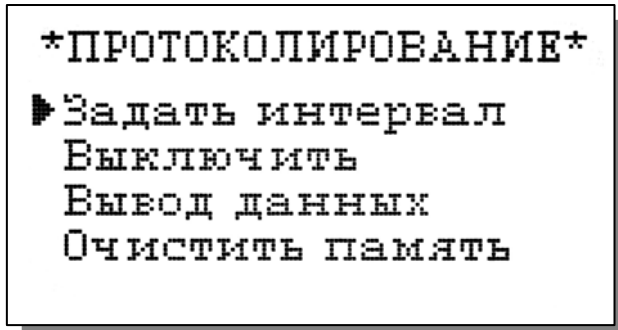 *ПРОТОКОЛИРОВАНИЕ*
Задать интервал
Выключить
Вывод данных
Очистить память